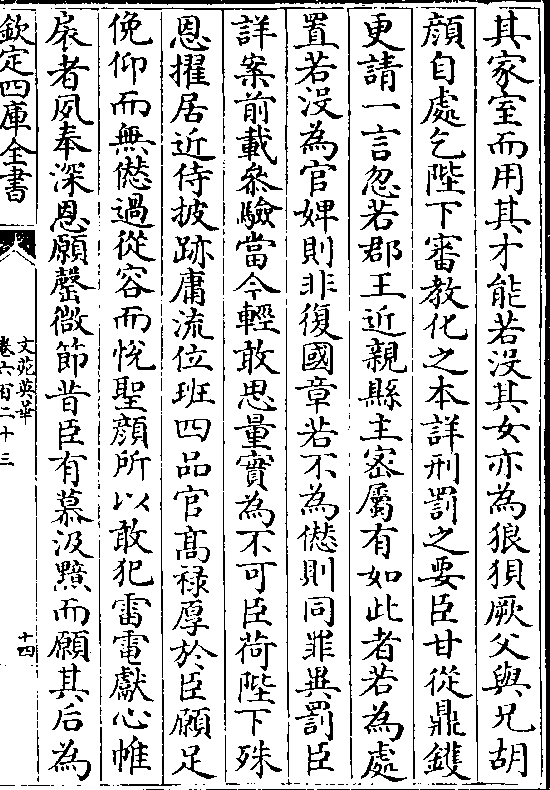 其家室而用其才能若没其女亦為狼狽厥父與兄胡
顔自處乞陛下審教化之本詳刑罰之要臣甘從鼎鑊
更請一言忽若郡王近親縣主宻屬有如此者若為處
置若没為官婢則非復國章若不為愆則同罪異罰臣
詳案前載叅驗當今輕敢思量實為不可臣荷陛下殊
恩擢居近侍披跡庸流位班四品官髙禄厚於臣願足
俛仰而無愆過從容而悦聖顔所以敢犯雷電獻心帷
扆者夙奉深恩願罄微節昔臣有慕汲黯而願其后為
欽定四庫全書
文苑英華
卷六百二十三
十四